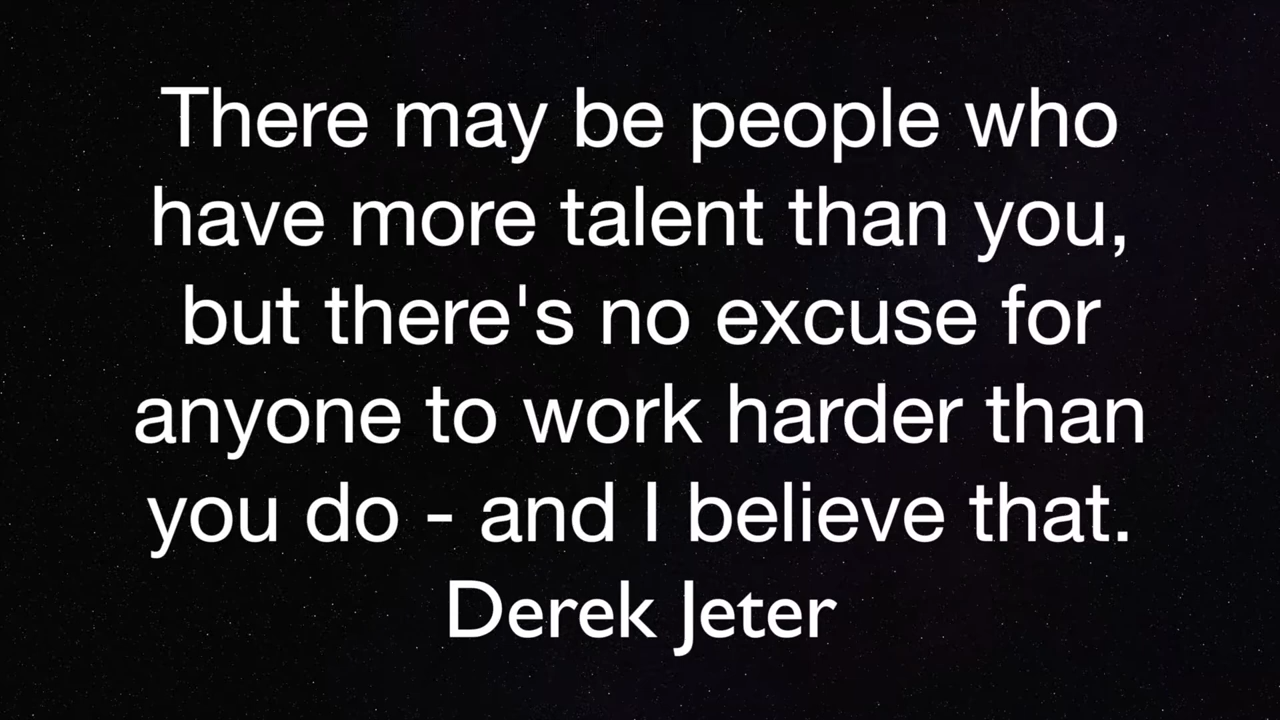 There may be people who
have more talent than you,
but there's no excuse for
anyone to work harder than
you do - and I believe that.
Derek Jeter